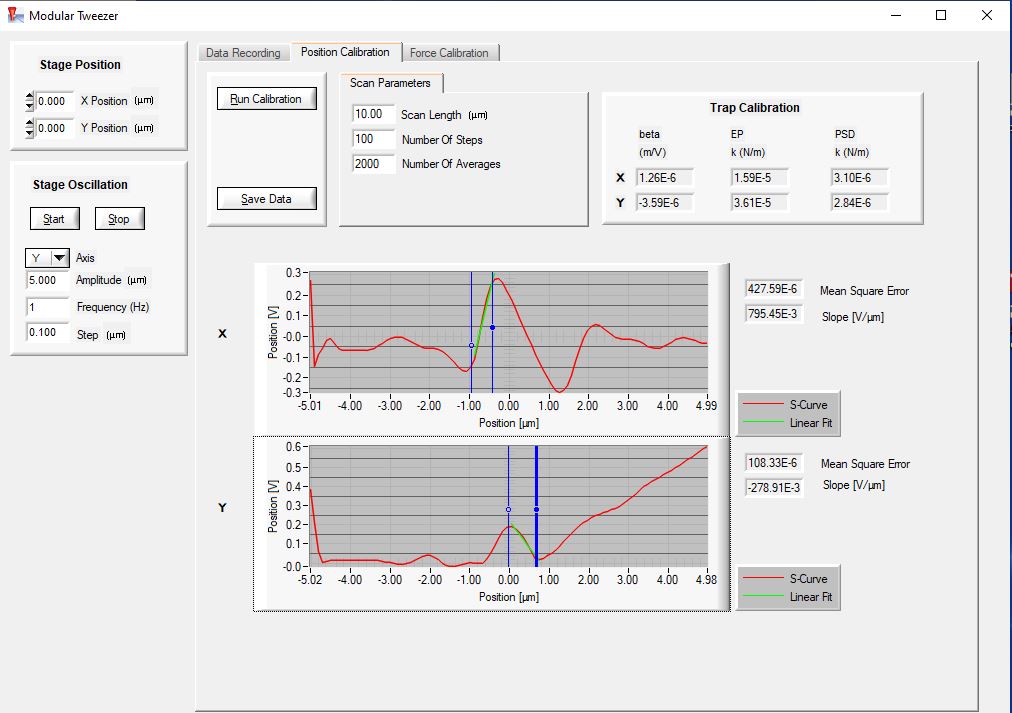 Modular Tweezer
Stage Position
0.000 X Position (µm)
0.000 Y Position (µm)
Stage Oscillation
Start Stop
Y Axis
5.000 Amplitude (µm)
1 Frequency (Hz)
0.100 Step (µm)
Data Recording Position Calibration Force Calibration
Run Calibration
Save Data
Scan Parameters
10.00 Scan Length (µm)
100 Number Of Steps
2000 Number Of Averages
Trap Calibration
beta EP PSD
(m/V) k (N/m) k (N/m)
X 1.26E-6 1.59E-5 3.10E-6
Y -3.59E-6 3.61E-5 2.84E-6
X
Position [V]
0.3
0.2
0.1
-0.0
-0.1
-0.2
-0.3
-5.01 -4.00 -3.00 -2.00 -1.00 0.00 1.00 2.00 3.00 4.00 4.99
Position [µm]
427.59E-6 Mean Square Error
795.45E-3 Slope [V/µm]
S-Curve
Linear Fit
Y
Position [V]
0.6
0.5
0.4
0.3
0.2
0.1
-0.0
-5.02 -4.00 -3.00 -2.00 -1.00 0.00 1.00 2.00 3.00 4.00 4.98
Position [µm]
108.33E-6 Mean Square Error
-278.91E-3 Slope [V/µm]
S-Curve
Linear Fit